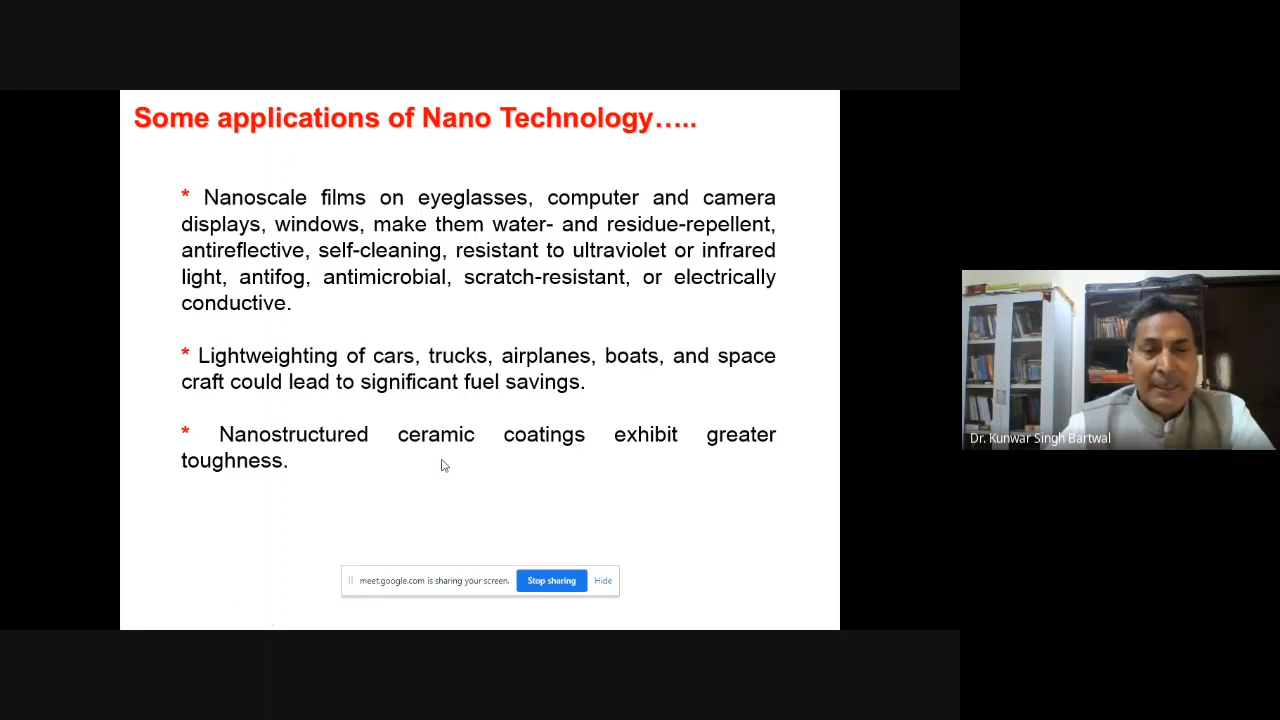 Some applications of Nano Technology…..
* Nanoscale films on eyeglasses, computer and camera
displays, windows, make them water- and residue-repellent,
antireflective, self-cleaning, resistant to ultraviolet or infrared
light, antifog, antimicrobial, scratch-resistant, or electrically
conductive.
* Lightweighting of cars, trucks, airplanes, boats, and space
craft could lead to significant fuel savings.
* Nanostructured ceramic coatings exhibit greater
toughness.
meet.google.com is sharing your screen. Stop sharing Hide
Dr. Kunwar Singh Bartwal